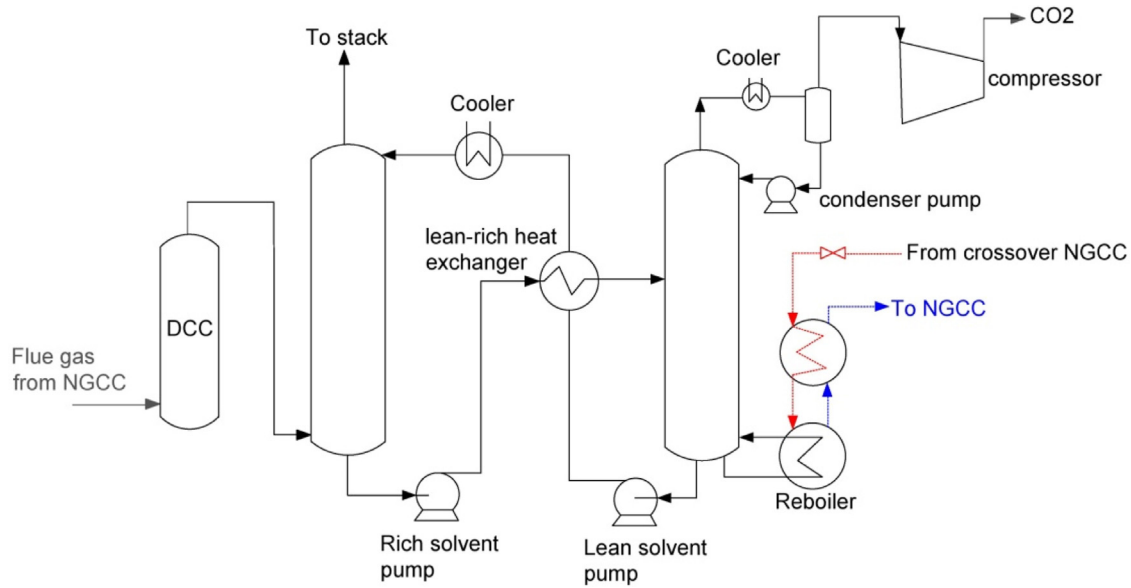 To stack
Cooler
Cooler
CO2
compressor
condenser pump
lean-rich heat
exchanger
From crossover NGCC
To NGCC
DCC
Flue gas
from NGCC
Reboiler
Rich solvent
pump
Lean solvent
pump